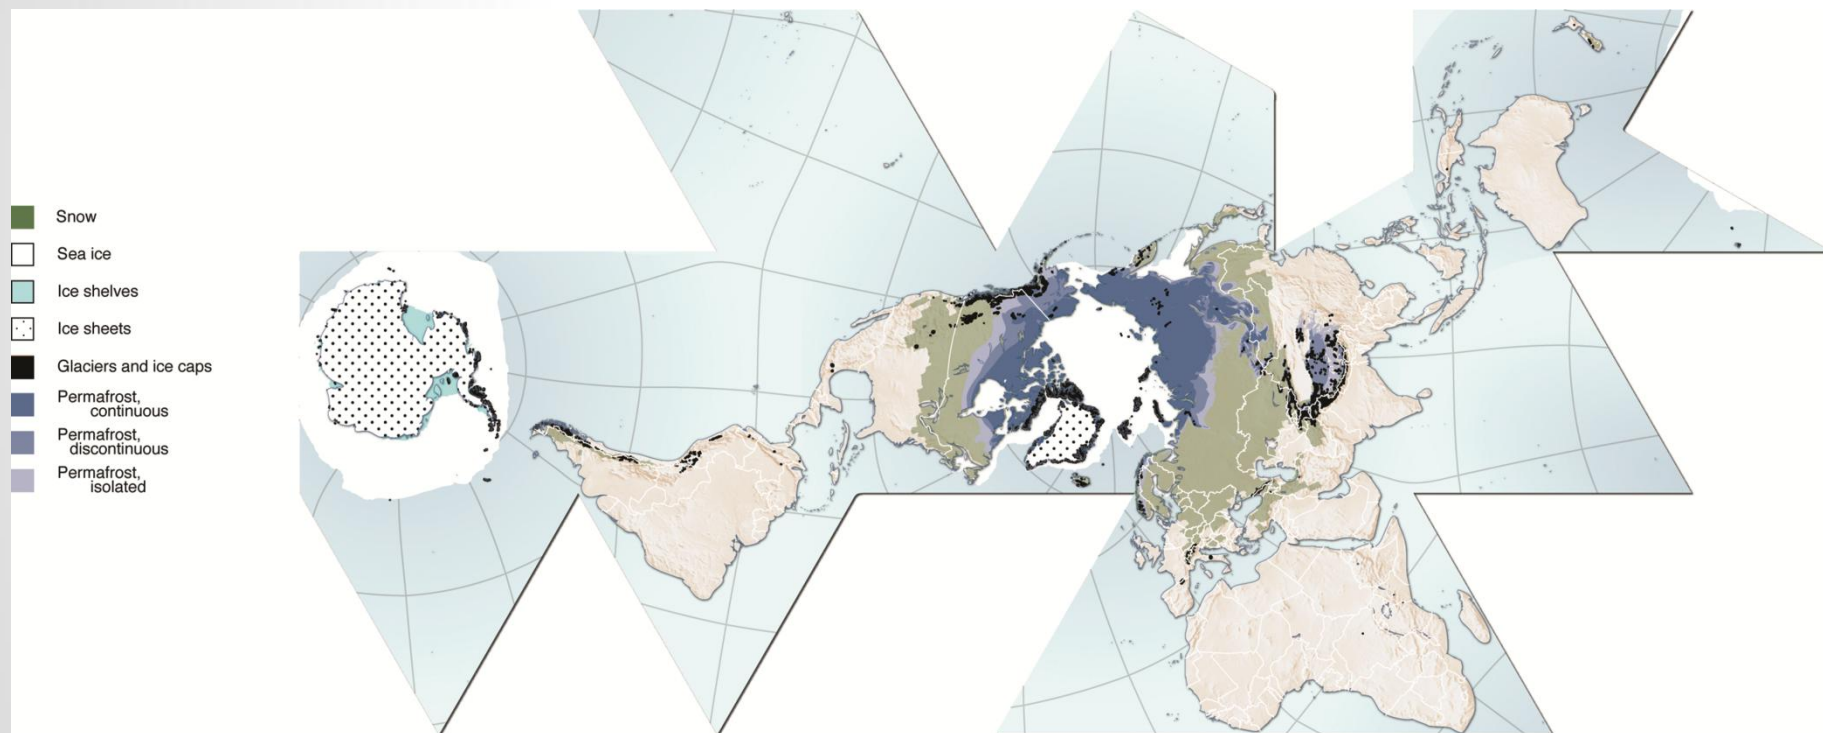 Snow
Sea ice
Ice shelves
Ice sheets
Glaciers and ice caps
Permafrost,
continuous
Permafrost,
discontinuous
Permafrost,
isolated